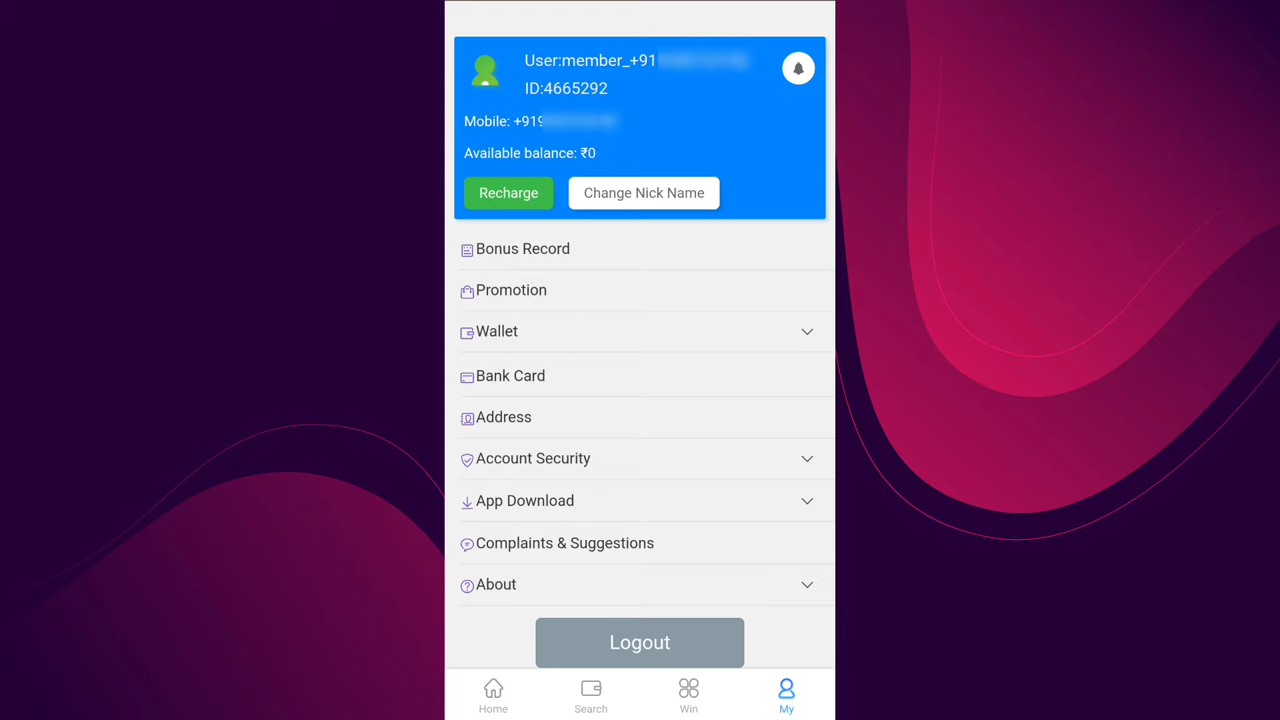 User:member_+91
ID:4665292
Mobile: +919
Available balance: ₹0
Recharge
Change Nick Name
Bonus Record
Promotion
Wallet
Bank Card
Address
Account Security
App Download
Complaints & Suggestions
About
Logout
Home
Search
Win
My